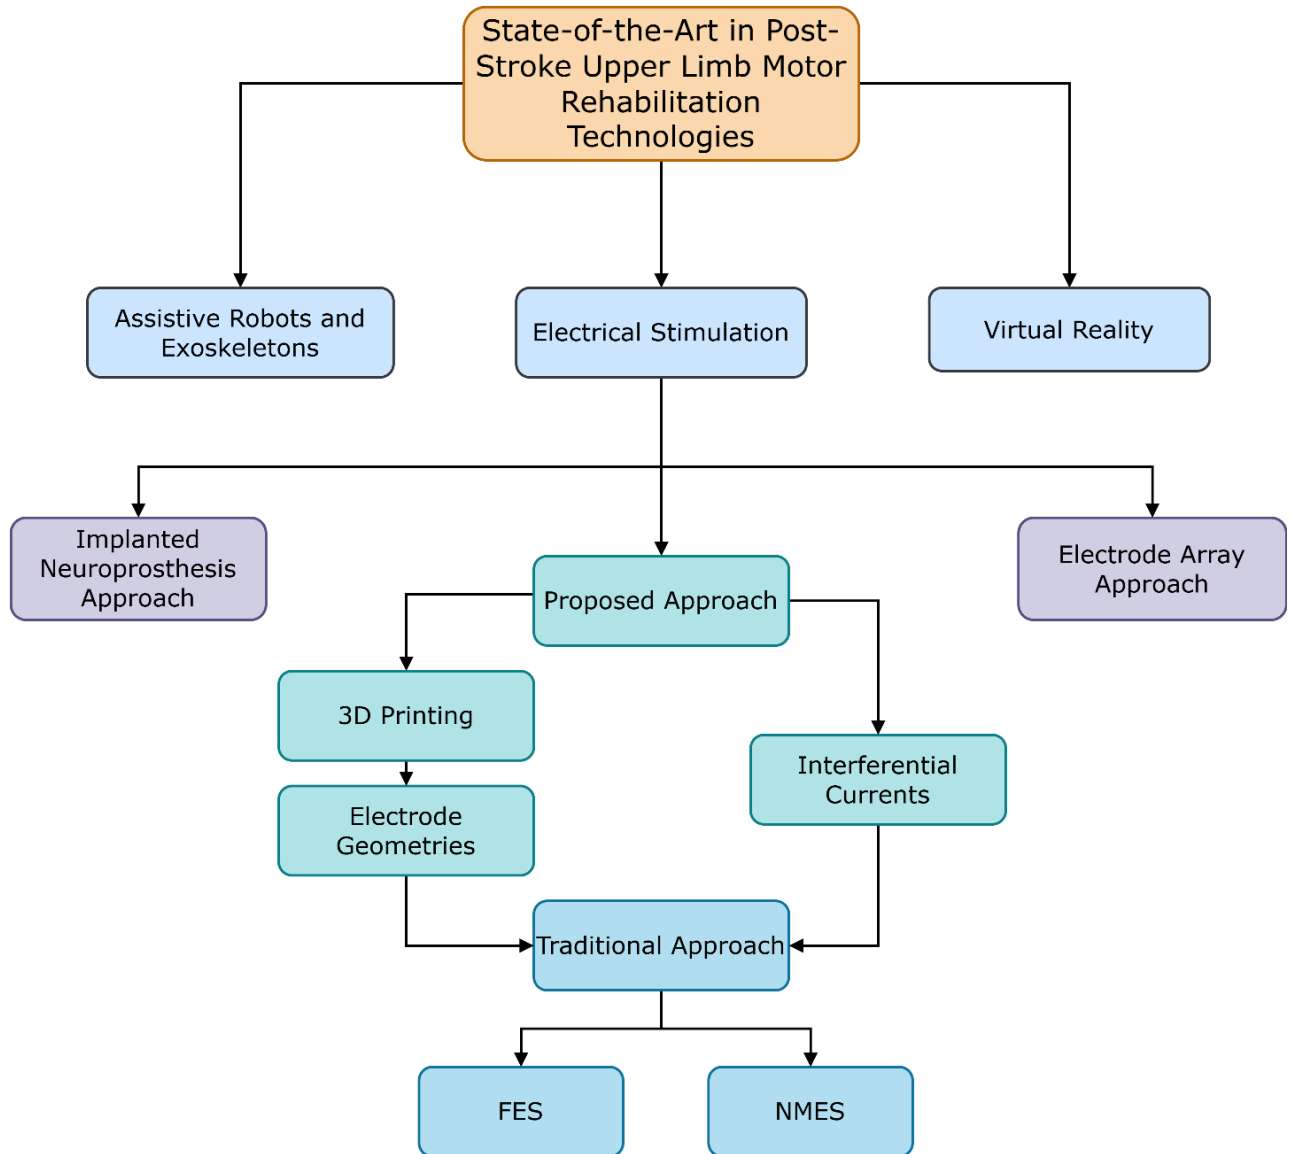 State-of-the-Art in Post-
Stroke Upper Limb Motor
Rehabilitation
Technologies
Assistive Robots and
Exoskeletons
Electrical Stimulation
Virtual Reality
Implanted
Neuroprosthesis
Approach
Proposed Approach
Electrode Array
Approach
3D Printing
Interferential
Currents
Electrode
Geometries
Traditional Approach
FES
NMES